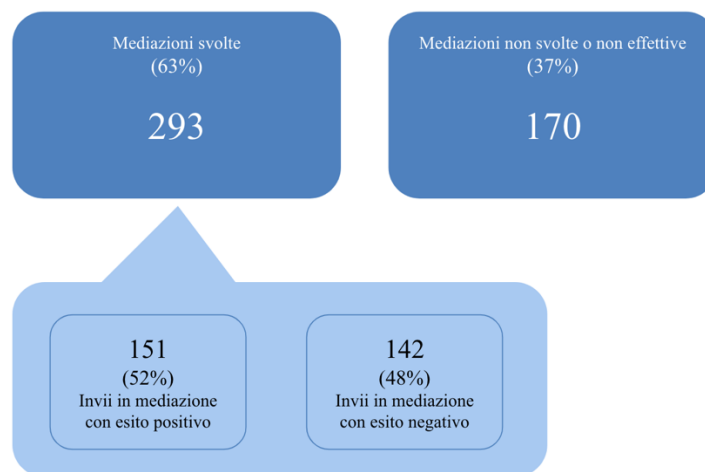 Mediazioni svolte
(63%)
293
Mediazioni non svolte o non effettive
(37%)
170
151
(52%)
Invii in mediazione
con esito positivo
142
(48%)
Invii in mediazione
con esito negativo